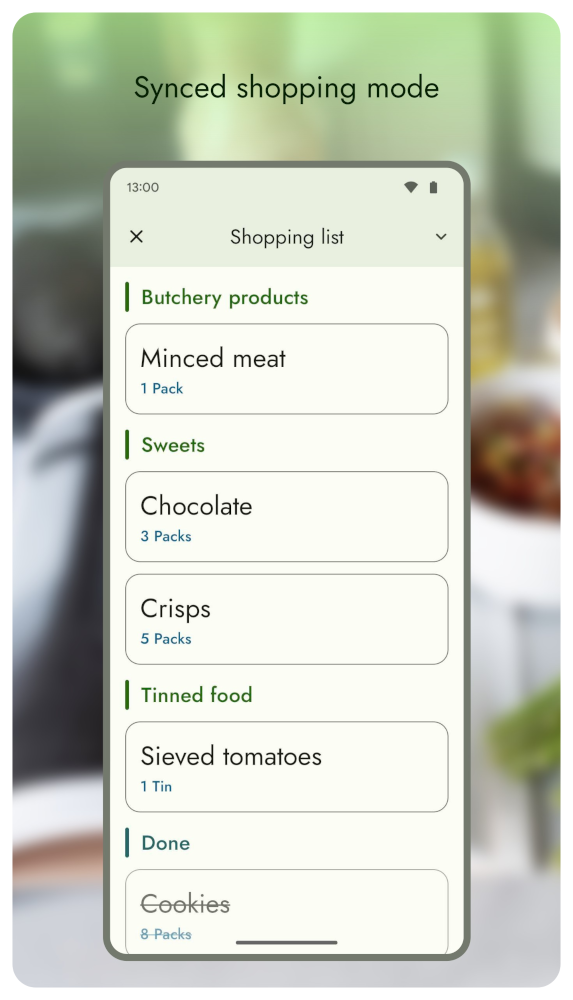 Synced shopping mode
13:00
Shopping list
Butchery products
Minced meat
1 Pack
Sweets
Chocolate
3 Packs
Crisps
5 Packs
Tinned food
Sieved tomatoes
1 Tin
Done
Cookies
8 Packs